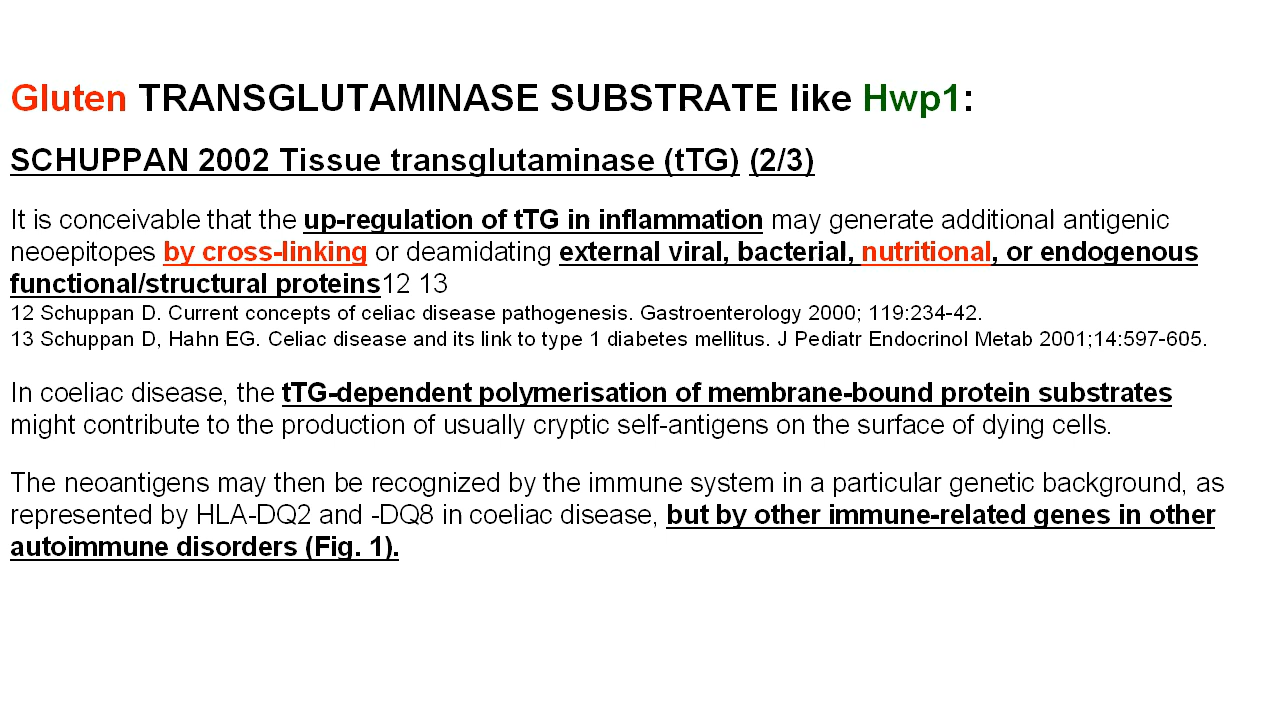 Gluten TRANSGLUTAMINASE SUBSTRATE like Hwp1:
SCHUPPAN 2002 Tissue transglutaminase (tTG) (2/3)
It is conceivable that the up-regulation of tTG in inflammation may generate additional antigenic
neoepitopes by cross-linking or deamidating external viral, bacterial, nutritional, or endogenous
functional/structural proteins12 13
12 Schuppan D. Current concepts of celiac disease pathogenesis. Gastroenterology 2000; 119:234-42.
13 Schuppan D, Hahn EG. Celiac disease and its link to type 1 diabetes mellitus. J Pediatr Endocrinol Metab 2001;14:597-605.
In coeliac disease, the tTG-dependent polymerisation of membrane-bound protein substrates
might contribute to the production of usually cryptic self-antigens on the surface of dying cells.
The neoantigens may then be recognized by the immune system in a particular genetic background, as
represented by HLA-DQ2 and -DQ8 in coeliac disease, but by other immune-related genes in other
autoimmune disorders (Fig. 1).